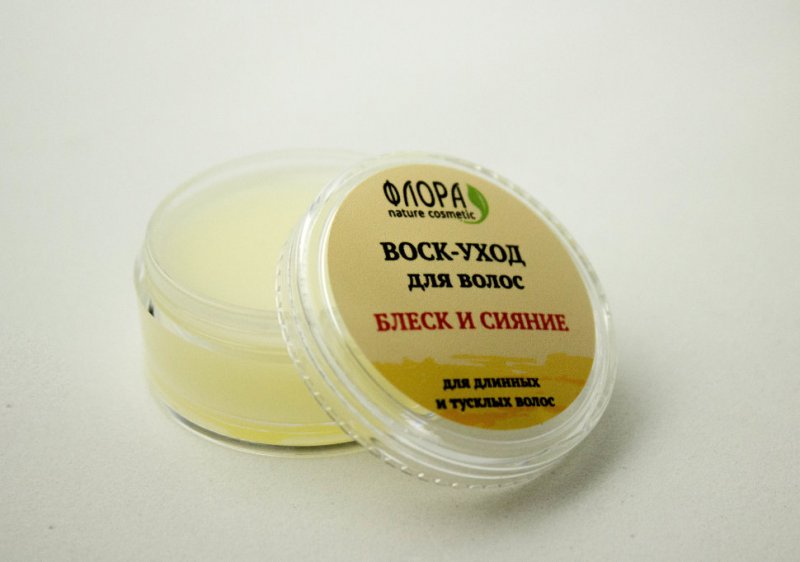 ФЛОРА
nature cosmetic
ВОСК-УХОД
для волос
БЛЕСК И СИЯНИЕ
для длинных
и тусклых волос